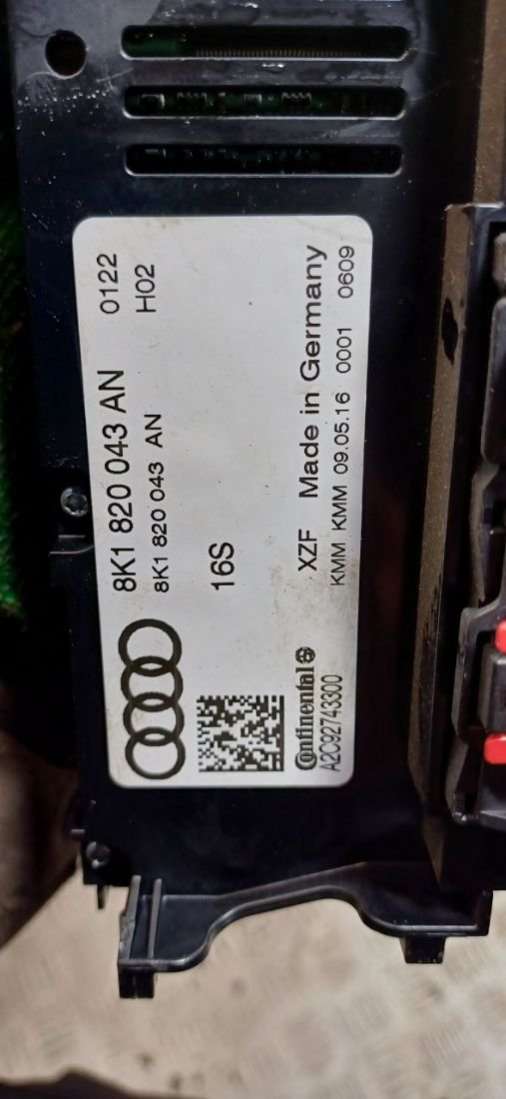 8K1 820 043 AN 0122
8K1 820 043 AN H02
16S
XZF Made in Germany
KMM KMM 09.05.16 0001 0609
Continental
A2C92743300